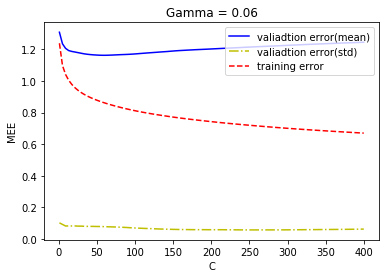 Gamma = 0.06
valiadtion error(mean)
valiadtion error(std)
training error
1.2
1.0
0.8
0.6
0.4
0.2
0.0
MEE
0 50 100 150 200 250 300 350 400
C